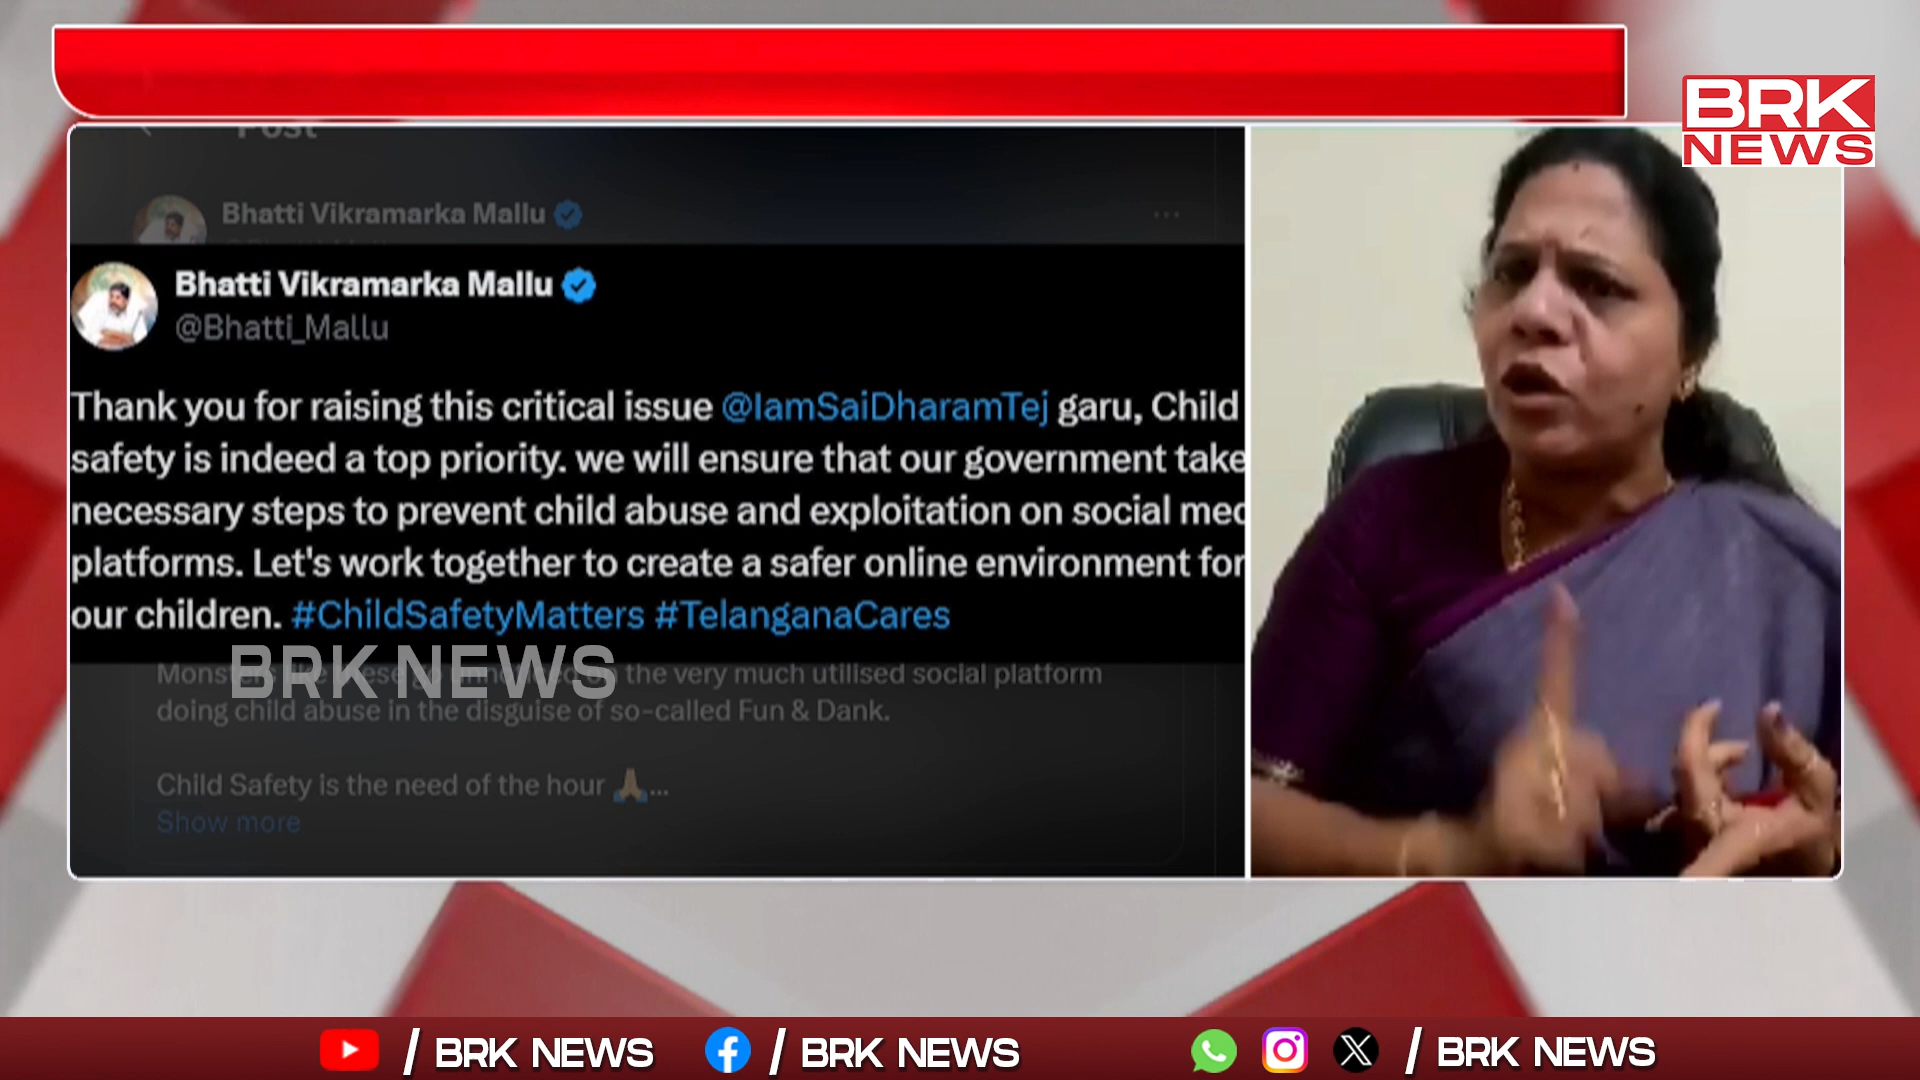 BRK
NEWS
Post
Bhatti Vikramarka Mallu
Bhatti Vikramarka Mallu
@Bhatti_Mallu
Thank you for raising this critical issue @IamSaiDharamTej garu, Child
safety is indeed a top priority. we will ensure that our government take
necessary steps to prevent child abuse and exploitation on social med
platforms. Let's work together to create a safer online environment for
our children. #ChildSafetyMatters #TelanganaCares
BRK NEWS
the very much utilised social platform
doing child abuse in the disguise of so-called Fun & Dank.
Child Safety is the need of the hour 🙏🏽...
Show more
/ BRK NEWS
/ BRK NEWS
/ BRK NEWS